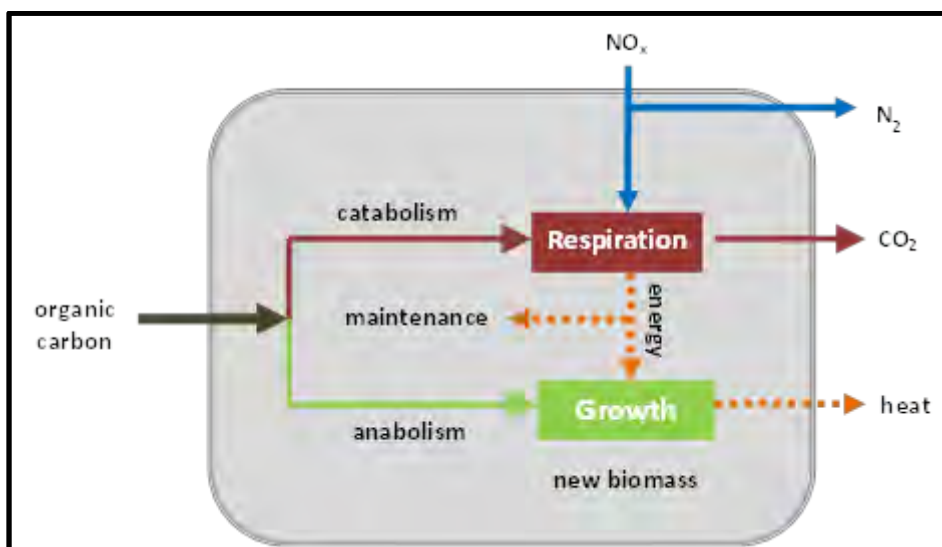 NOₓ
N₂
catabolism
Respiration
CO₂
organic
carbon
maintenance
energy
anabolism
Growth
heat
new biomass